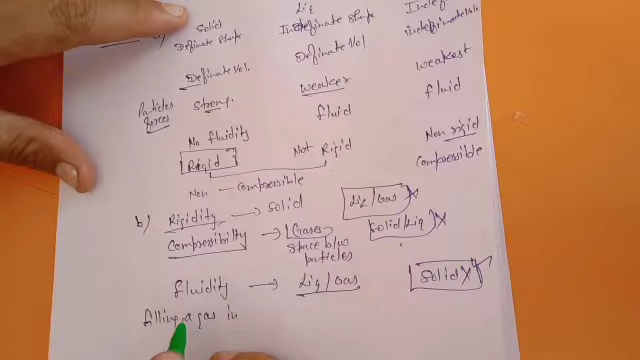 a) Solid Liq Indef
Definate Shape Indefinate Shape indefinate Vol.
Definate Vol. Definate Vol weakest
Particles forces Strong. weaker fluid
No fluidity fluid
Rigid Not Rigid Non rigid
Non - compressible Compressible
b) Rigidity → Solid Liq/Gas X
Compressibilty → Gases Solid/Liq X
Space b/w particles
fluidity → Liq/Gas Solid X
filling a gas in